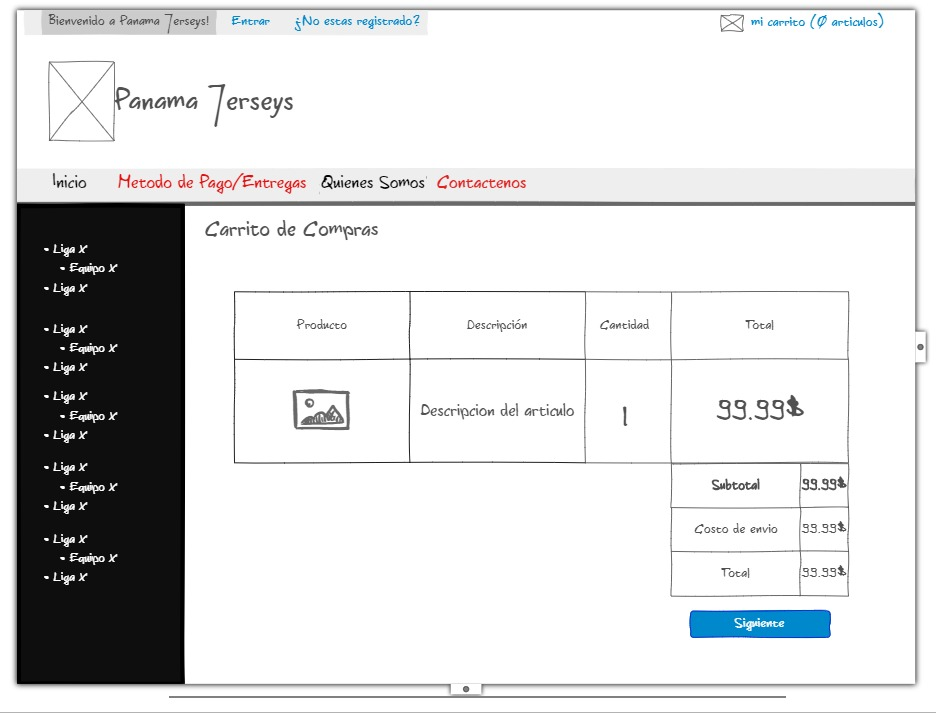 Bienvenido a Panama Jerseys! Entrar ¿No estas registrado? mi carrito (0 articulos)
Panama Jerseys
Inicio Metodo de Pago/Entregas Quienes Somos Contactenos
Carrito de Compras
- Liga X
- Equipo X
- Liga X
- Liga X
- Equipo X
- Liga X
- Liga X
- Equipo X
- Liga X
- Liga X
- Equipo X
- Liga X
- Liga X
- Equipo X
- Liga X
Producto Descripción Cantidad Total
Descripcion del articulo 1 99.99$
Subtotal 99.99$
Costo de envio 99.99$
Total 99.99$
Siguiente